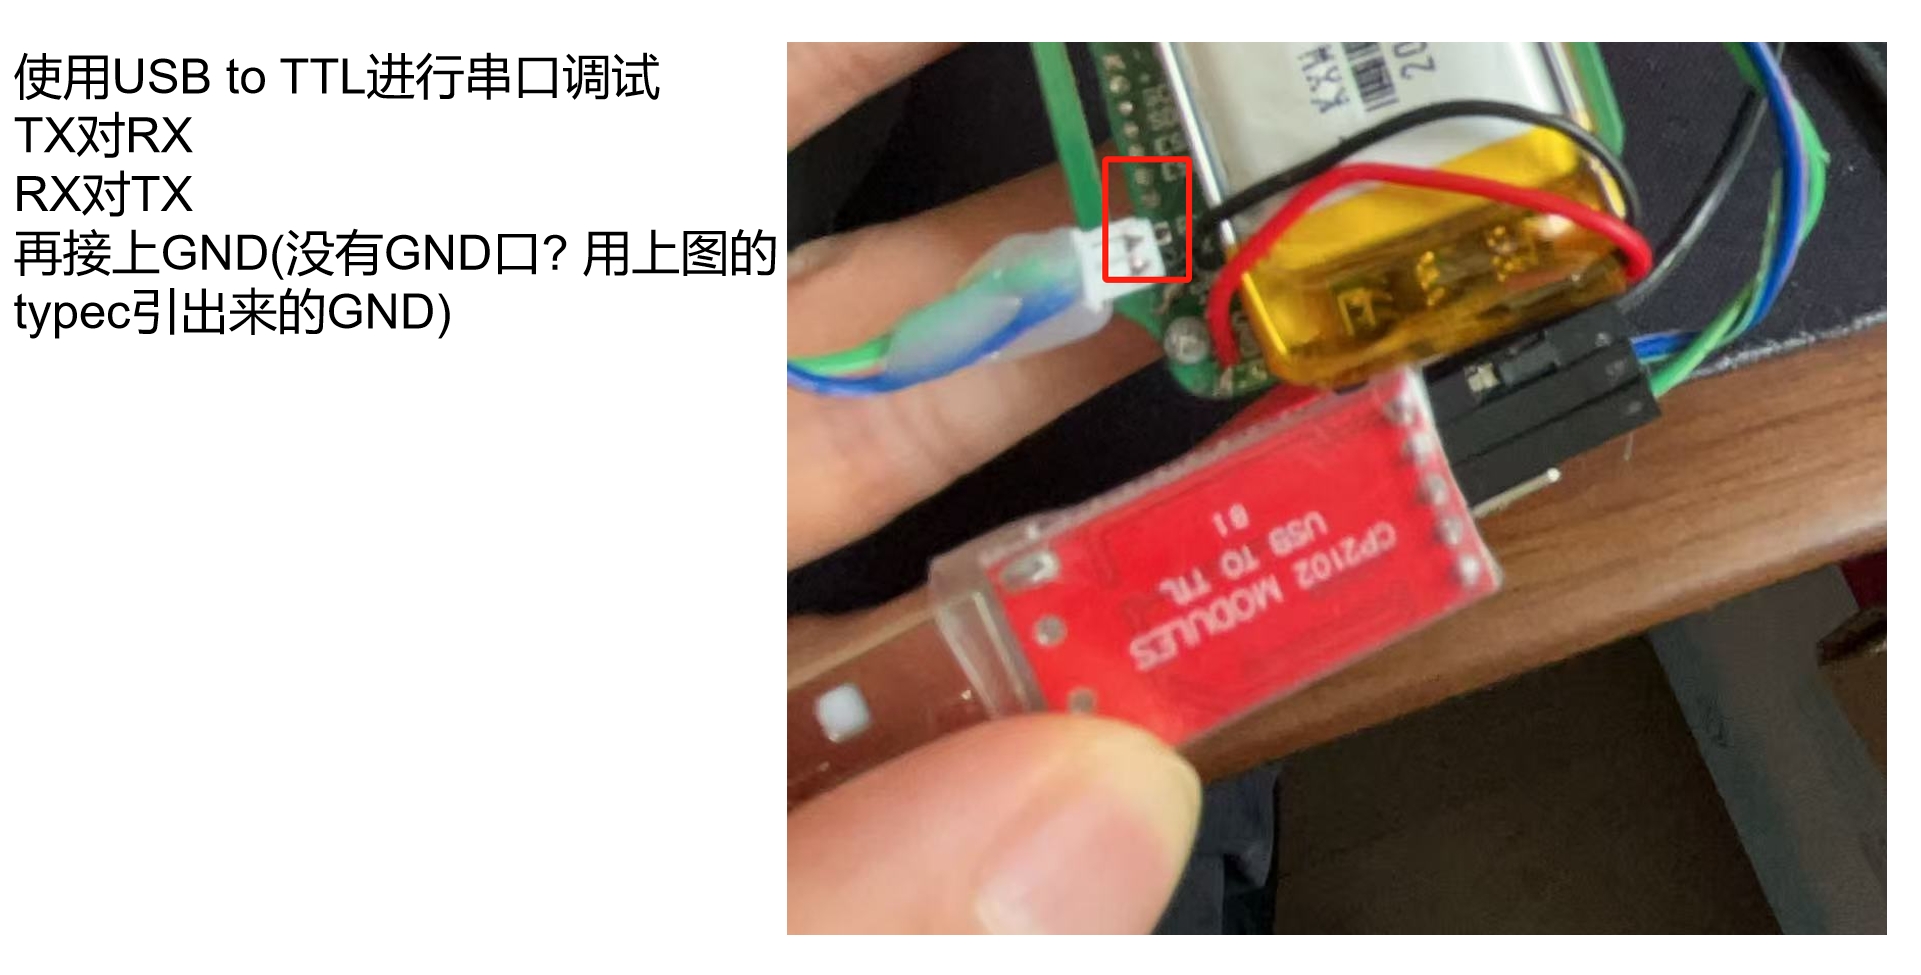 使用USB to TTL进行串口调试
TX对RX
RX对TX
再接上GND(没有GND口? 用上图的
typec引出来的GND)
CP2102 MODULES
USB TO TTL
01